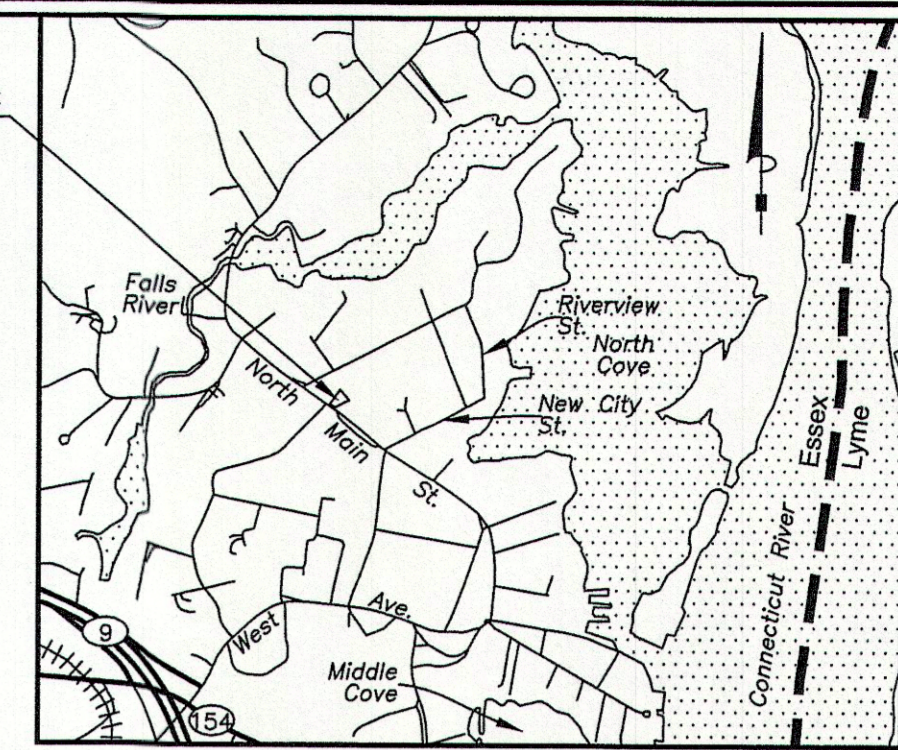 Falls
River
Riverview
St.
North
Cove
New City
St.
North
Main
St.
Essex
Lyme
Connecticut River
Ave.
West
9
Middle
Cove
154